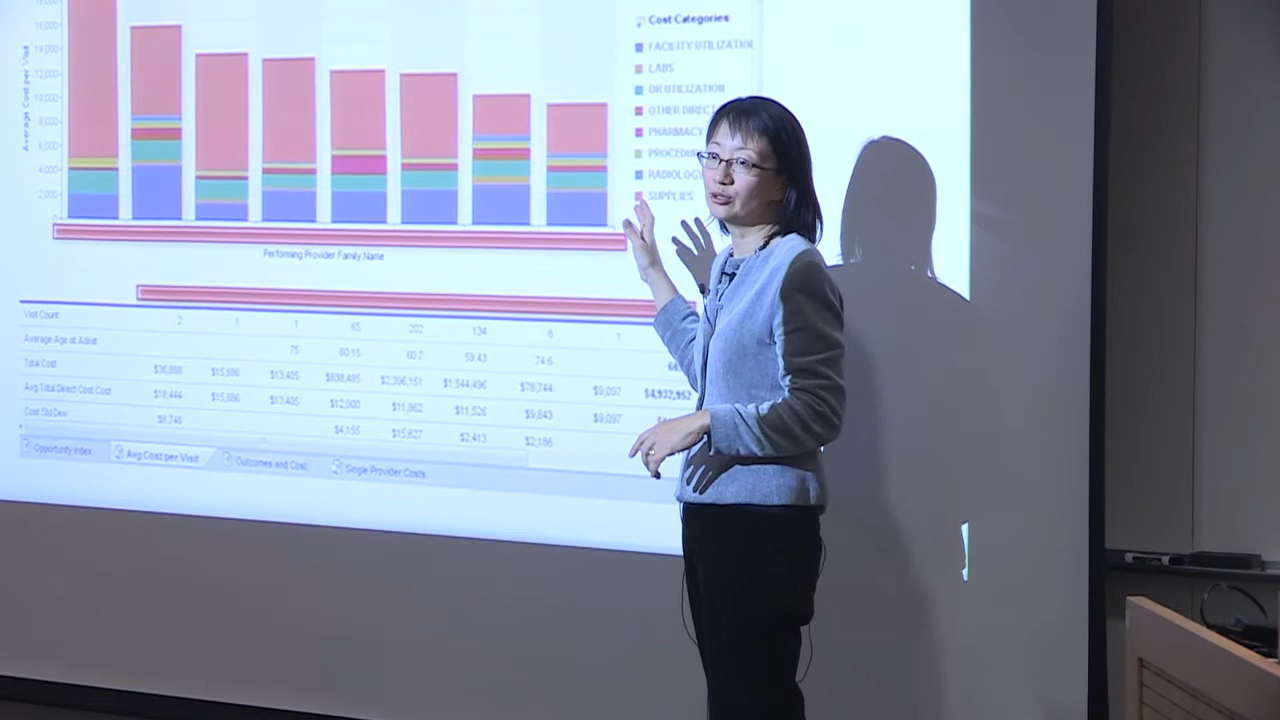 Cost Categories
FACILITY UTILIZATION
LABS
OR UTILIZATION
OTHER DIREC
PHARMACY
PROCEDU
RADIOLOGY
SUPPLIES
Average Cost per Visit
16,000
14,000
12,000
10,000
8,000
6,000
4,000
2,000
0
Performing Provider Family Name
Visit Count 2 1 1 65 202 134 8 1
Average Age at Admit 75 60.15 60.7 59.43 74.6
Total Cost $36,888 $15,686 $13,405 $838,485 $2,396,151 $1,544,496 $78,744 $9,097 $4,932,952
Avg Total Direct Cost Cost $18,444 $15,686 $13,405 $12,900 $11,862 $11,526 $9,843 $9,097
Cust Std Dev $8,746 $4,155 $15,627 $2,413 $2,186
Opportunity Index Avg Cost per Visit Outcomes and Cost Single Provider Costs